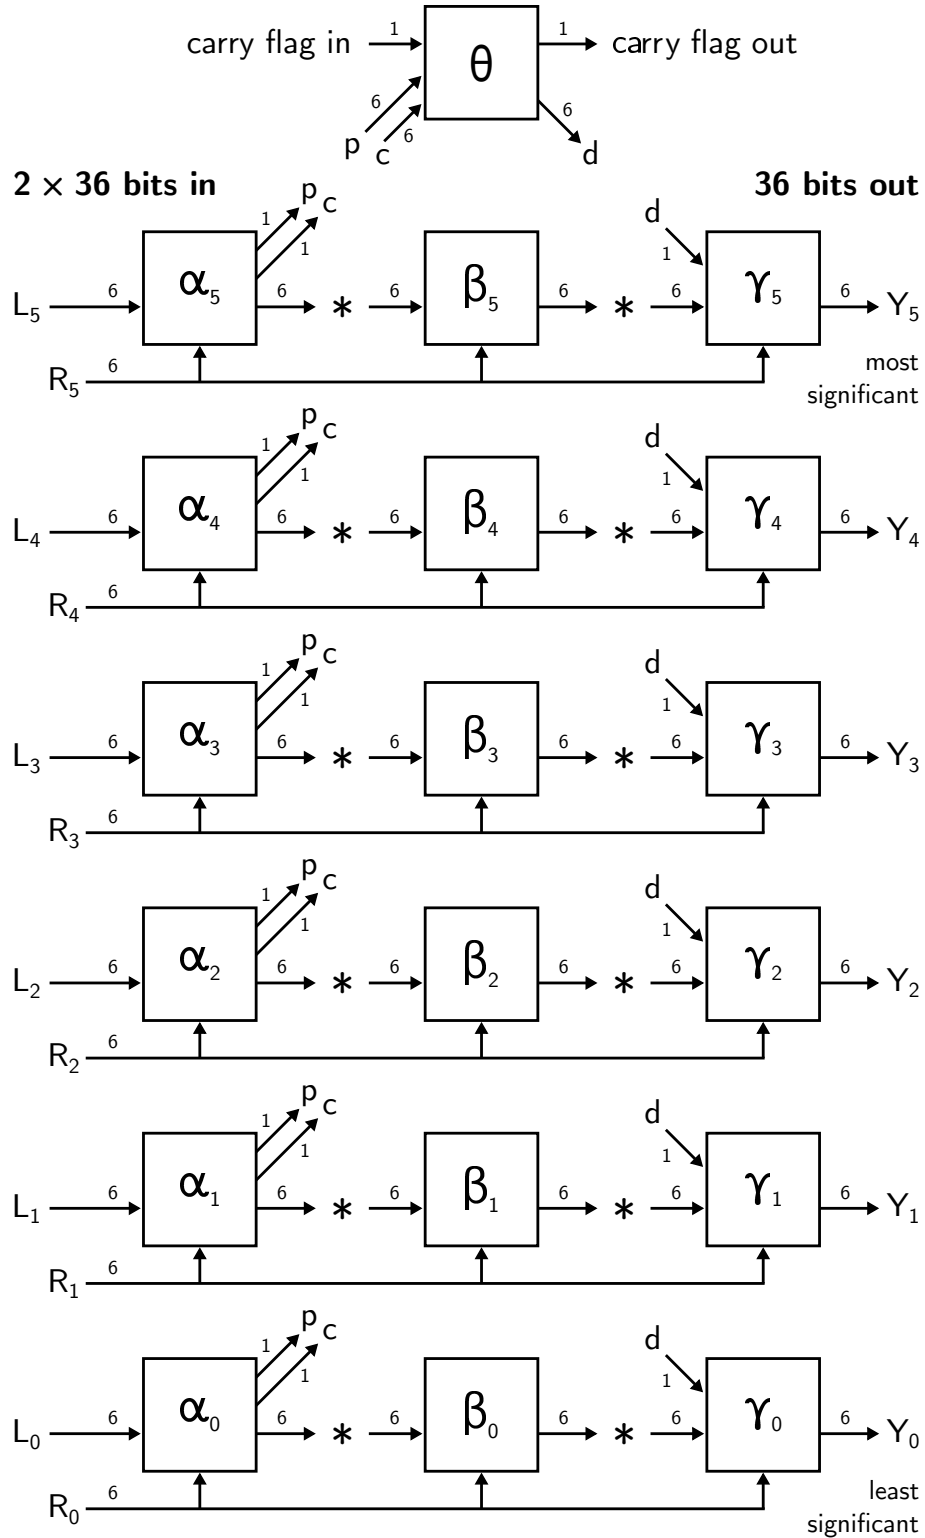 carry flag in 1 θ 1 carry flag out
6 6 6
p c d
2 × 36 bits in 36 bits out
p c d
1 1 1
L₅ 6 α₅ 6 * 6 β₅ 6 * 6 γ₅ 6 Y₅
R₅ 6 most
significant
p c d
1 1 1
L₄ 6 α₄ 6 * 6 β₄ 6 * 6 γ₄ 6 Y₄
R₄ 6
p c d
1 1 1
L₃ 6 α₃ 6 * 6 β₃ 6 * 6 γ₃ 6 Y₃
R₃ 6
p c d
1 1 1
L₂ 6 α₂ 6 * 6 β₂ 6 * 6 γ₂ 6 Y₂
R₂ 6
p c d
1 1 1
L₁ 6 α₁ 6 * 6 β₁ 6 * 6 γ₁ 6 Y₁
R₁ 6
p c d
1 1 1
L₀ 6 α₀ 6 * 6 β₀ 6 * 6 γ₀ 6 Y₀
R₀ 6 least
significant